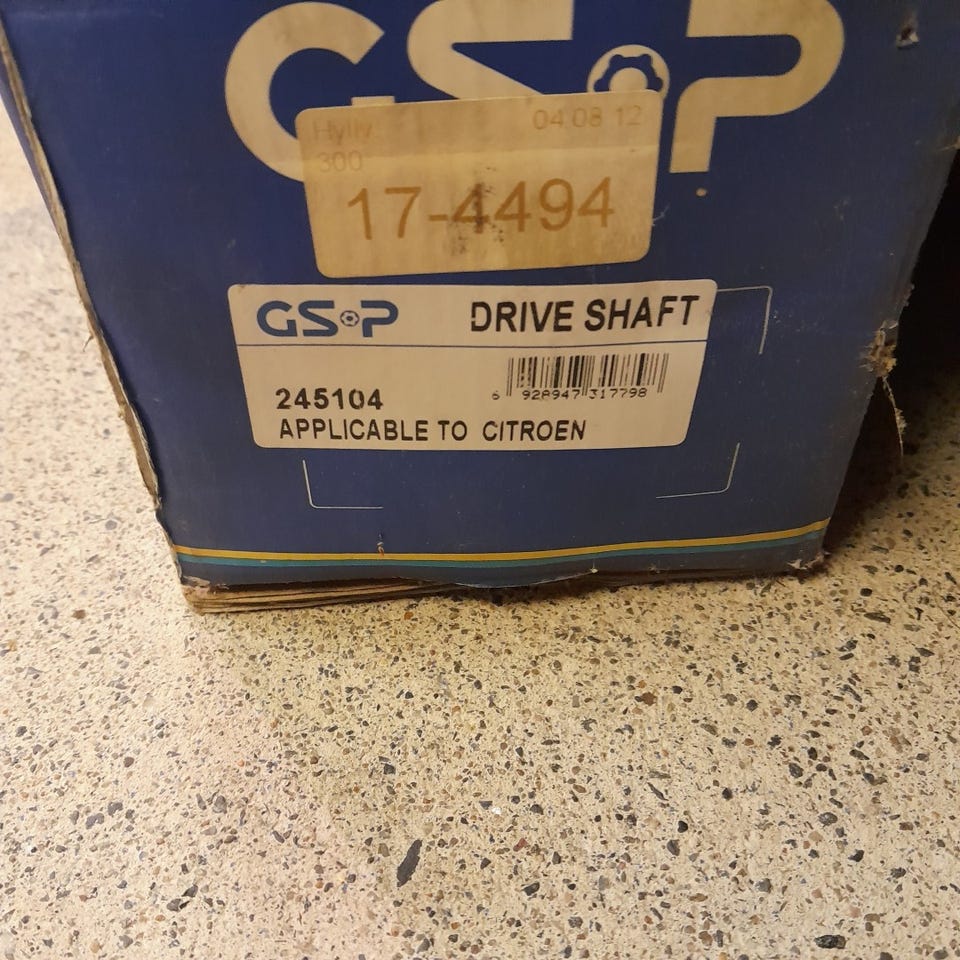 GSP
Hylly: 04 08 12
300
17-4494
GSP DRIVE SHAFT
245104
6 928947 317798
APPLICABLE TO CITROEN